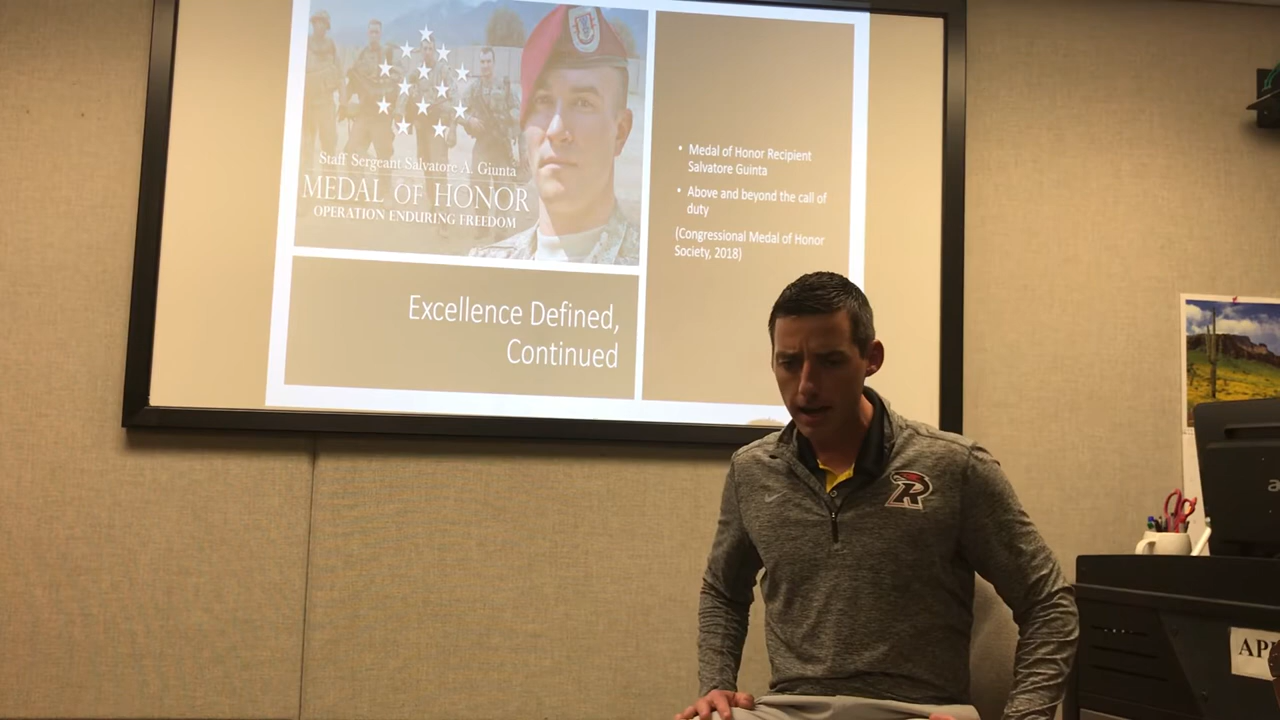 Staff Sergeant Salvatore A. Giunta
MEDAL OF HONOR
OPERATION ENDURING FREEDOM
• Medal of Honor Recipient
Salvatore Guinta
• Above and beyond the call of
duty
(Congressional Medal of Honor
Society, 2018)
Excellence Defined,
Continued
R
AP